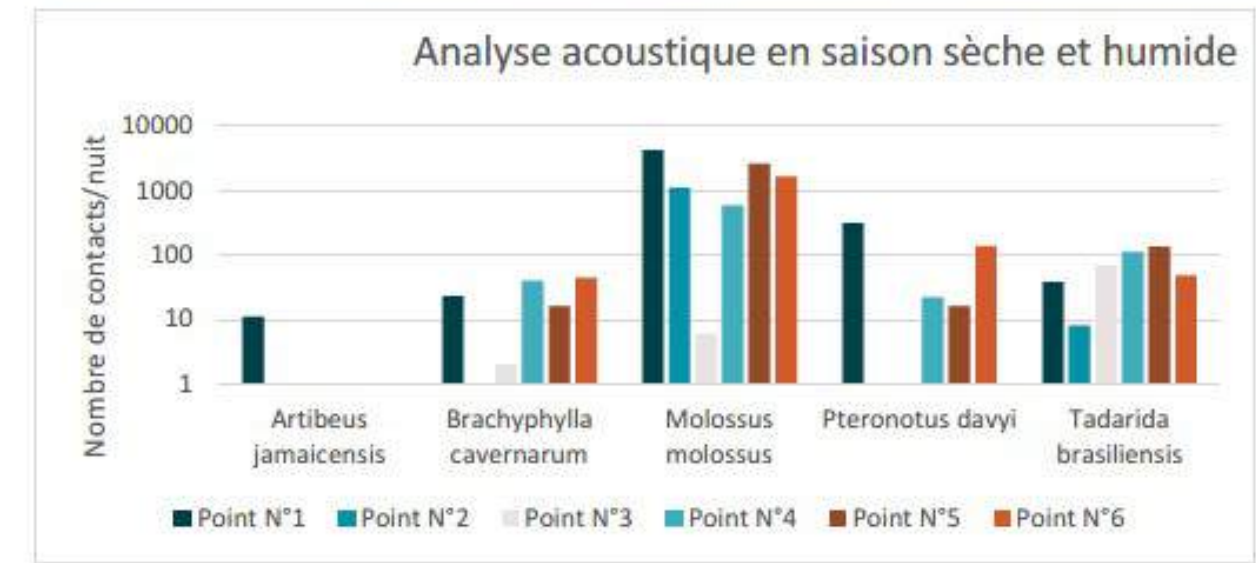 Analyse acoustique en saison sèche et humide
Nombre de contacts/nuit
10000
1000
100
10
1
Artibeus
jamaicensis
Brachyphylla
cavernarum
Molossus
molossus
Pteronotus davyi
Tadarida
brasiliensis
Point N°1 Point N°2 Point N°3 Point N°4 Point N°5 Point N°6